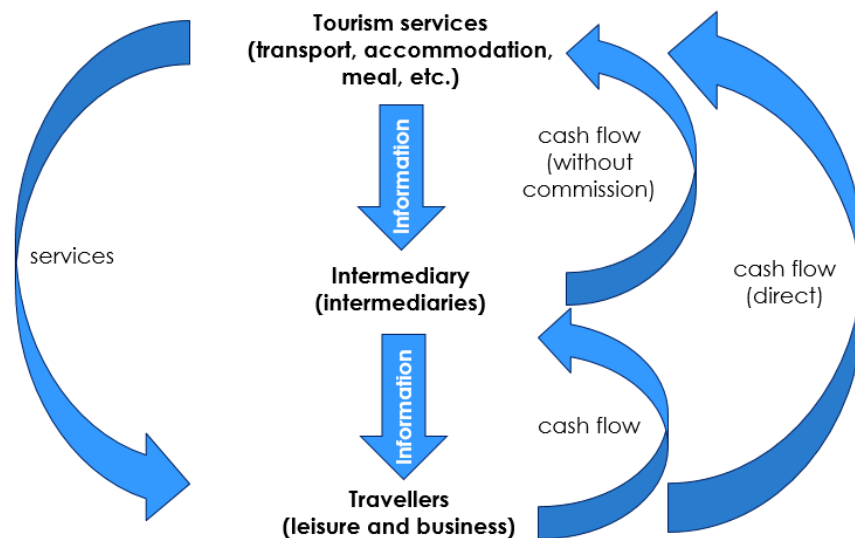 Tourism services
(transport, accommodation,
meal, etc.)
Information
cash flow
(without
commission)
services
Intermediary
(intermediaries)
cash flow
(direct)
Information
cash flow
Travellers
(leisure and business)